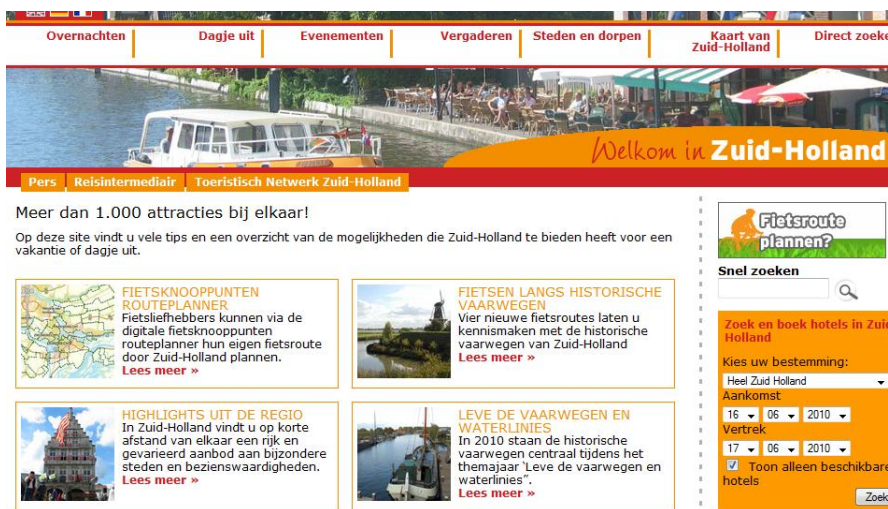 Overnachten
Dagje uit
Evenementen
Vergaderen
Steden en dorpen
Kaart van
Zuid-Holland
Direct zoeke
Welkom in Zuid-Holland
Pers
Reisintermediair
Toeristisch Netwerk Zuid-Holland
Meer dan 1.000 attracties bij elkaar!
Op deze site vindt u vele tips en een overzicht van de mogelijkheden die Zuid-Holland te bieden heeft voor een
vakantie of dagje uit.
FIETSKNOOPPUNTEN
ROUTEPLANNER
Fietsliefhebbers kunnen via de
digitale fietsknooppunten
routeplanner hun eigen fietsroute
door Zuid-Holland plannen.
Lees meer »
FIETSEN LANGS HISTORISCHE
VAARWEGEN
Vier nieuwe fietsroutes laten u
kennismaken met de historische
vaarwegen van Zuid-Holland
Lees meer »
HIGHLIGHTS UIT DE REGIO
In Zuid-Holland vindt u op korte
afstand van elkaar een rijk en
gevarieerd aanbod aan bijzondere
steden en bezienswaardigheden.
Lees meer »
LEVE DE VAARWEGEN EN
WATERLINIES
In 2010 staan de historische
vaarwegen centraal tijdens het
themajaar `Leve de vaarwegen en
waterlinies".
Lees meer »
Fietsroute
plannen?
Snel zoeken
Zoek en boek hotels in Zuid
Holland
Kies uw bestemming:
Heel Zuid Holland
Aankomst
16 06 2010
Vertrek
17 06 2010
Toon alleen beschikbare
hotels
Zoek